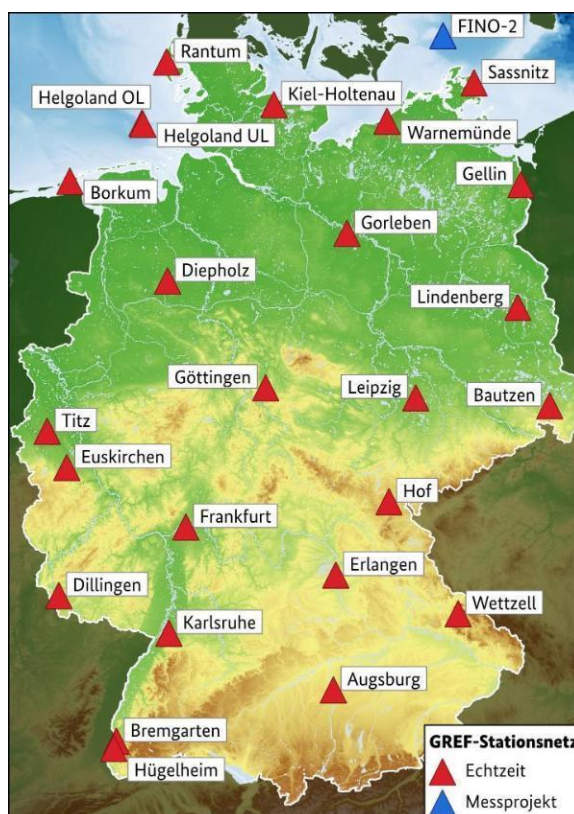 FINO-2
Rantum
Sassnitz
Helgoland OL
Kiel-Holtenau
Helgoland UL
Warnemünde
Borkum
Gellin
Gorleben
Diepholz
Lindenberg
Göttingen
Leipzig
Bautzen
Titz
Euskirchen
Hof
Frankfurt
Erlangen
Dillingen
Wettzell
Karlsruhe
Augsburg
Bremgarten
Hügelheim
GREF-Stationsnetz
Echtzeit
Messprojekt